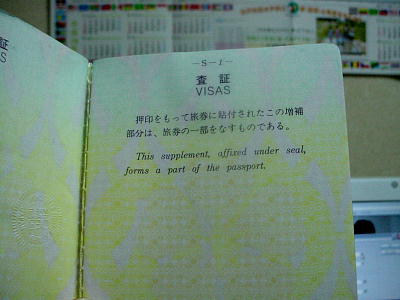 証
VISAS
—S—1—
査 証
VISAS
押印をもって旅券に貼付されたこの増補
部分は、旅券の一部をなすものである。
This supplement, affixed under seal,
forms a part of the passport.